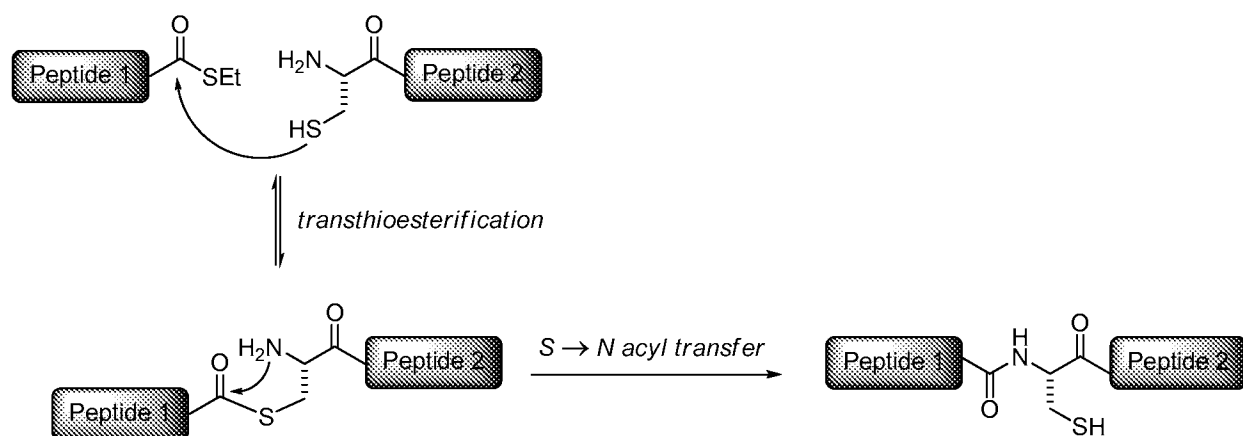 O
O
Peptide 1
SEt
H₂N
Peptide 2
HS
transthioesterification
O
O
H₂N
Peptide 2
S → N acyl transfer
Peptide 1
S
H
N
O
Peptide 1
Peptide 2
O
SH